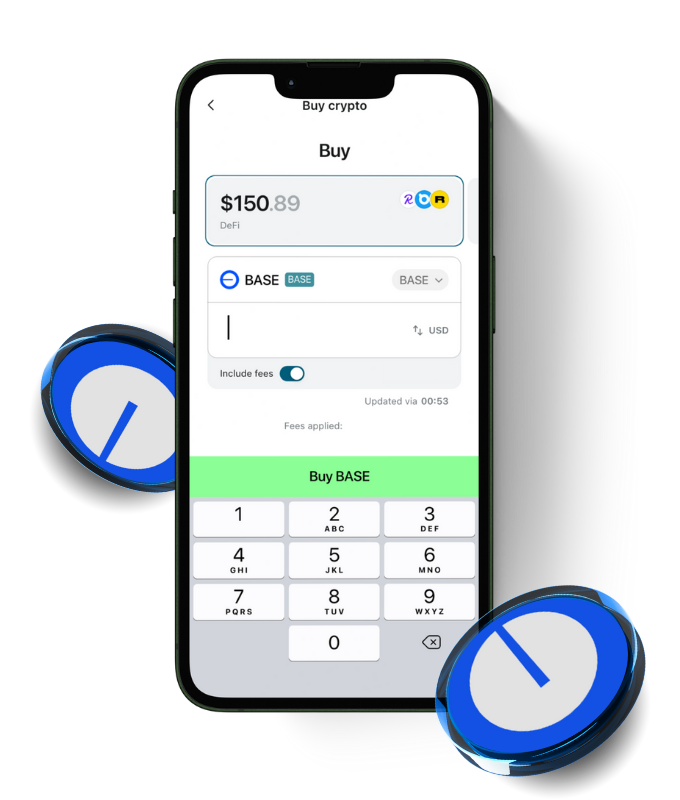 Buy crypto
Buy
$150.89
DeFi
BASE BASE BASE
USD
Include fees
Updated via 00:53
Fees applied:
Buy BASE
1 2 3
ABC DEF
4 5 6
GHI JKL MNO
7 8 9
PQRS TUV WXYZ
0